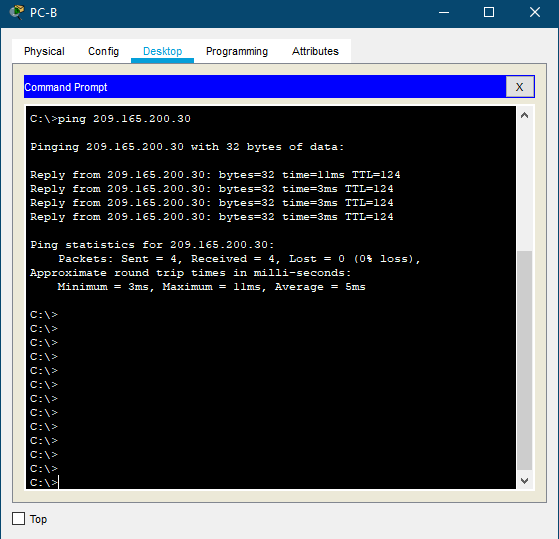 PC-B
Physical Config Desktop Programming Attributes
Command Prompt X
C:\>ping 209.165.200.30
Pinging 209.165.200.30 with 32 bytes of data:
Reply from 209.165.200.30: bytes=32 time=11ms TTL=124
Reply from 209.165.200.30: bytes=32 time=3ms TTL=124
Reply from 209.165.200.30: bytes=32 time=3ms TTL=124
Reply from 209.165.200.30: bytes=32 time=3ms TTL=124
Ping statistics for 209.165.200.30:
Packets: Sent = 4, Received = 4, Lost = 0 (0% loss),
Approximate round trip times in milli-seconds:
Minimum = 3ms, Maximum = 11ms, Average = 5ms
C:\>
C:\>
C:\>
C:\>
C:\>
C:\>
C:\>
C:\>
C:\>
C:\>
C:\>
C:\>
C:\>
Top